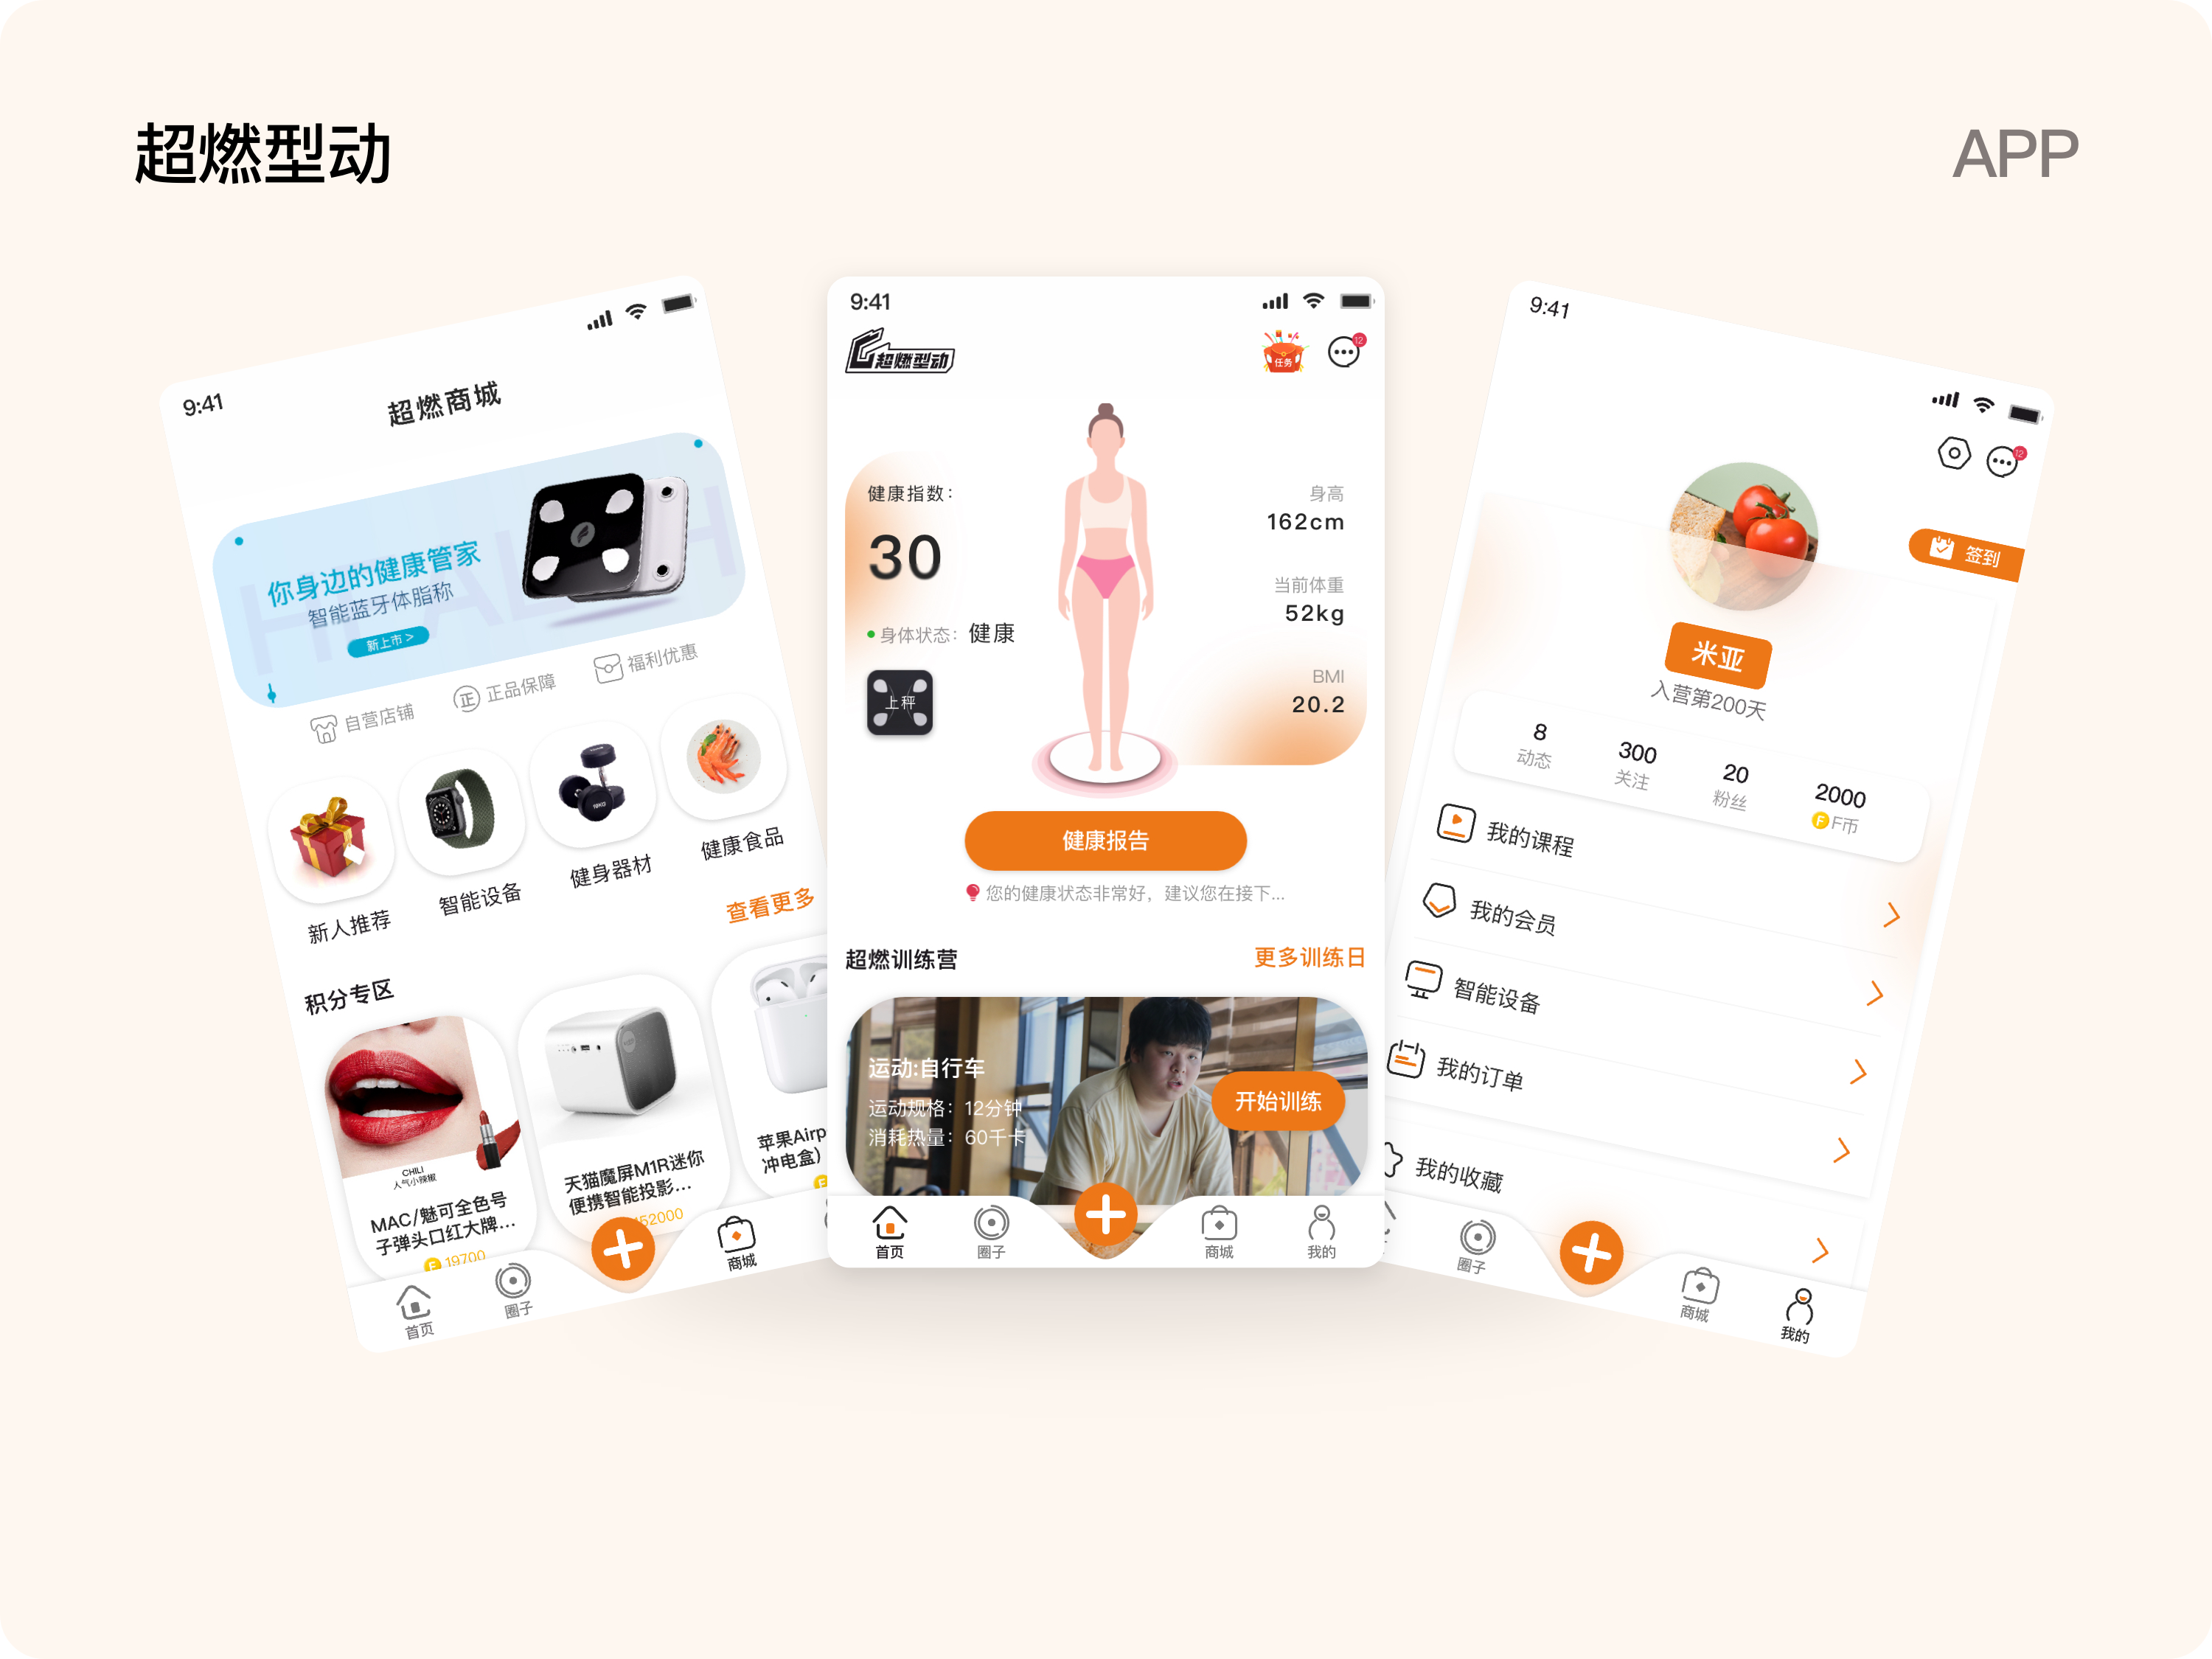 超燃型动
APP
9:41
超燃商城
HEALTH
你身边的健康管家
智能蓝牙体脂称
新上市 >
自营店铺
正 正品保障
福利优惠
新人推荐
智能设备
健身器材
健康食品
积分专区
查看更多
CHILI
人气小辣椒
MAC/魅可全色号
子弹头口红大牌...
F 19700
天猫魔屏M1R迷你
便携智能投影...
52000
苹果Airp
冲电盒）
F
首页
圈子
商城
9:41
超燃型动
任务
12
健康指数：
30
身体状态： 健康
上秤
身高
162cm
当前体重
52kg
BMI
20.2
健康报告
您的健康状态非常好，建议您在接下...
超燃训练营
更多训练日
运动:自行车
运动规格：12分钟
消耗热量：60千卡
开始训练
首页
圈子
商城
我的
9:41
12
签到
米亚
入营第200天
8
动态
300
关注
20
粉丝
2000
F F币
我的课程
我的会员
智能设备
我的订单
我的收藏
圈子
商城
我的